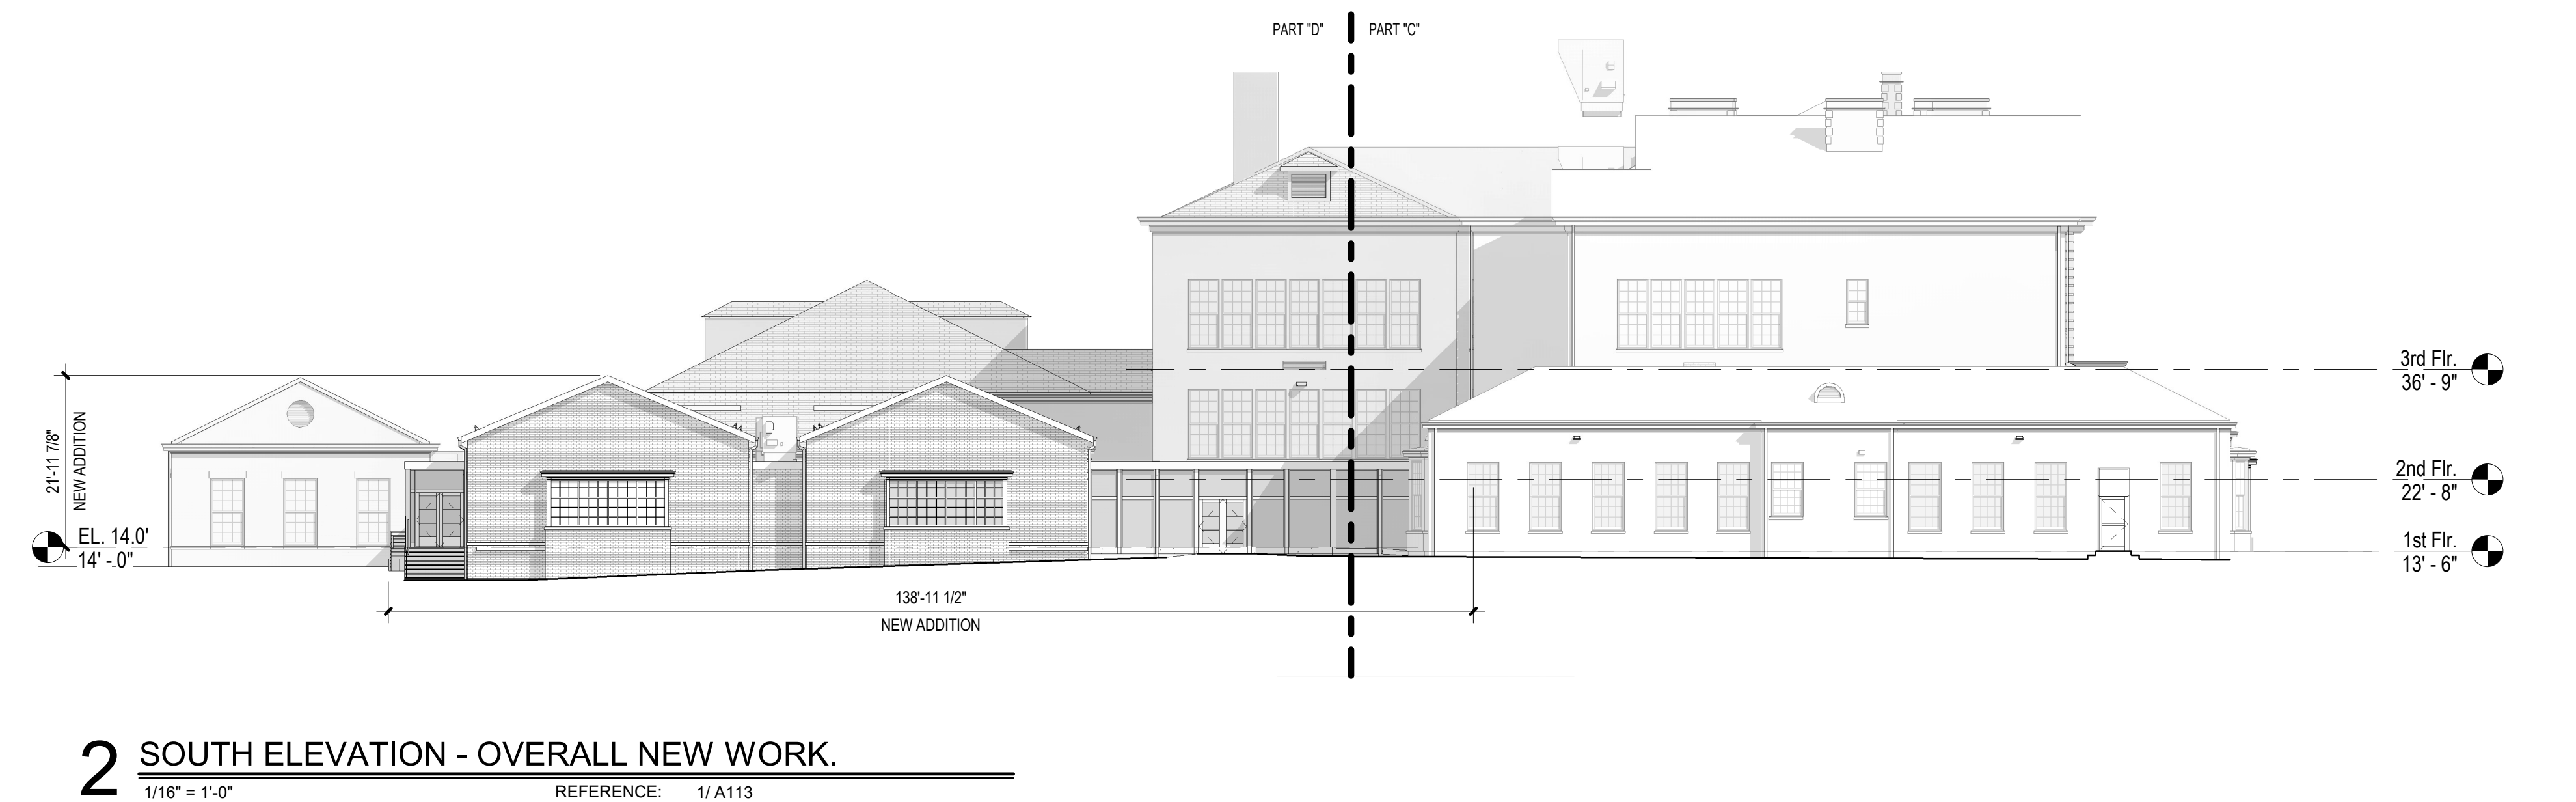 PART "D"
PART "C"
3rd Flr.
36' - 9"
21'-11 7/8"
NEW ADDITION
2nd Flr.
22' - 8"
EL. 14.0'
14' - 0"
1st Flr.
13' - 6"
138'-11 1/2"
NEW ADDITION
2 SOUTH ELEVATION - OVERALL NEW WORK.
1/16" = 1'-0" REFERENCE: 1/ A113